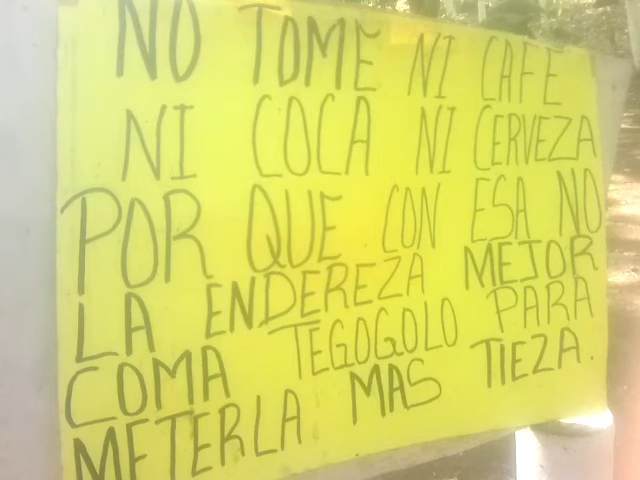 NO TOME NI CAFE
NI COCA NI CERVEZA
POR QUE CON ESA NO
LA ENDEREZA MEJOR
COMA TEGOGOLO PARA
METERLA MAS TIEZA.